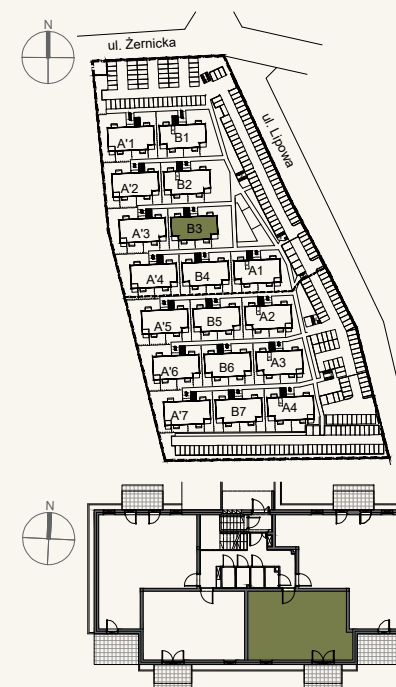 N
ul. Żernicka
ul. Lipowa
A'1
B1
A'2
B2
A'3
B3
A'4
B4
A1
A'5
B5
A2
A'6
B6
A3
A'7
B7
A4
N